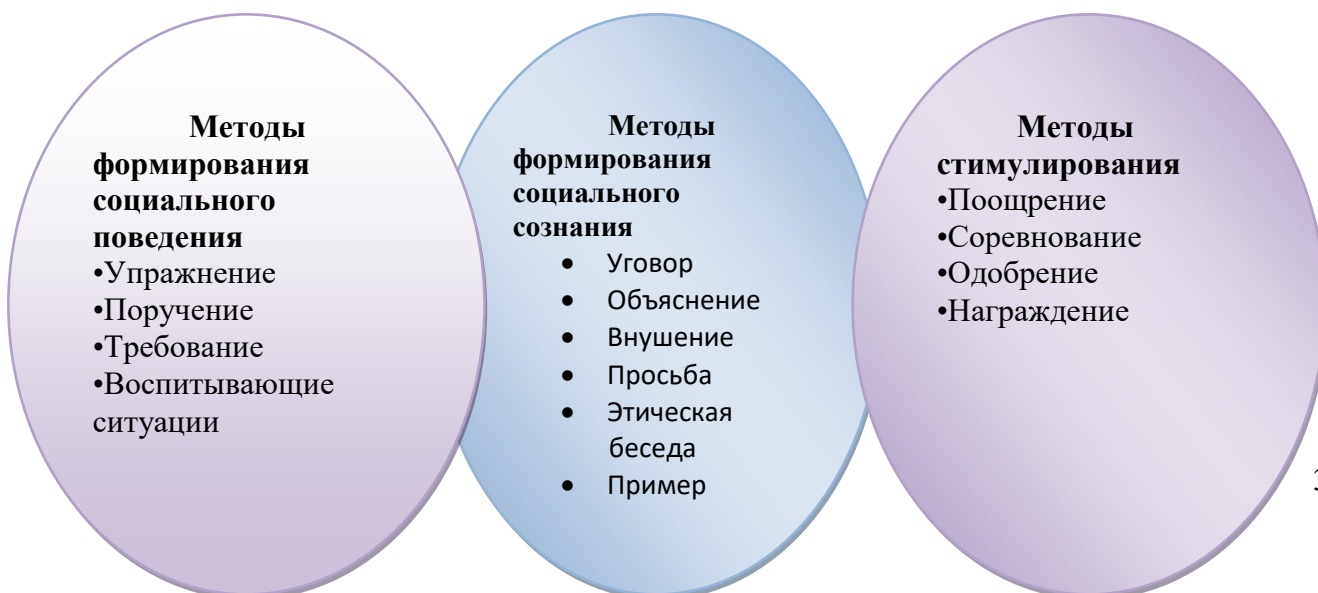 Методы
формирования
социального
поведения
•Упражнение
•Поручение
•Требование
•Воспитывающие
ситуации
Методы
формирования
социального
сознания
• Уговор
• Объяснение
• Внушение
• Просьба
• Этическая
беседа
• Пример
Методы
стимулирования
•Поощрение
•Соревнование
•Одобрение
•Награждение